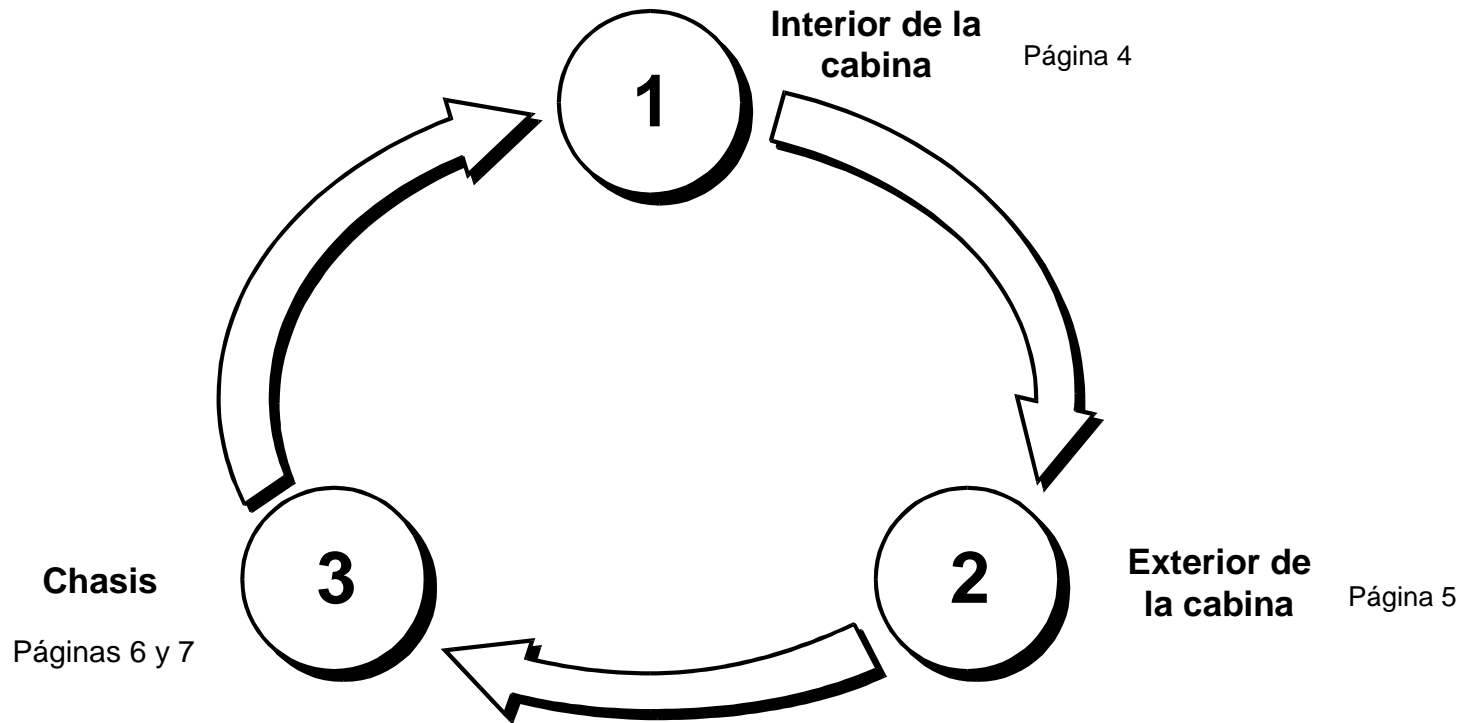 1
Interior de la
cabina
Página 4
2
Exterior de
la cabina
Página 5
3
Chasis
Páginas 6 y 7